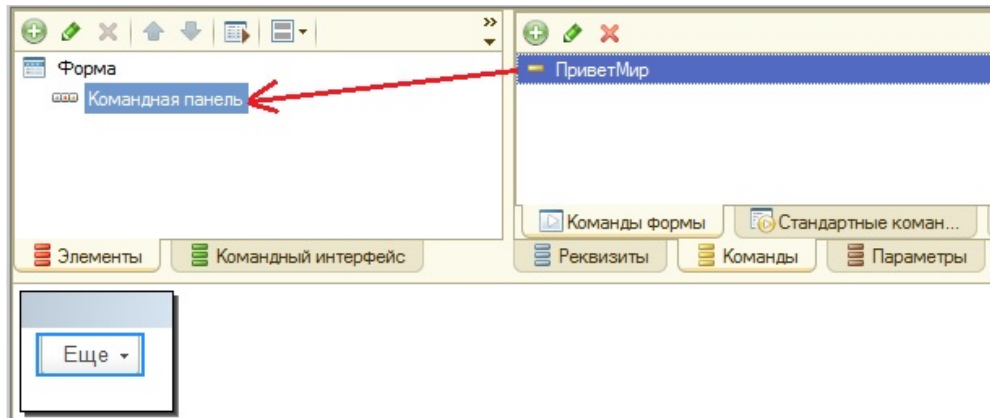 Форма
Командная панель
Элементы
Командный интерфейс
ПриветМир
Команды формы
Стандартные коман...
Реквизиты
Команды
Параметры
Еще